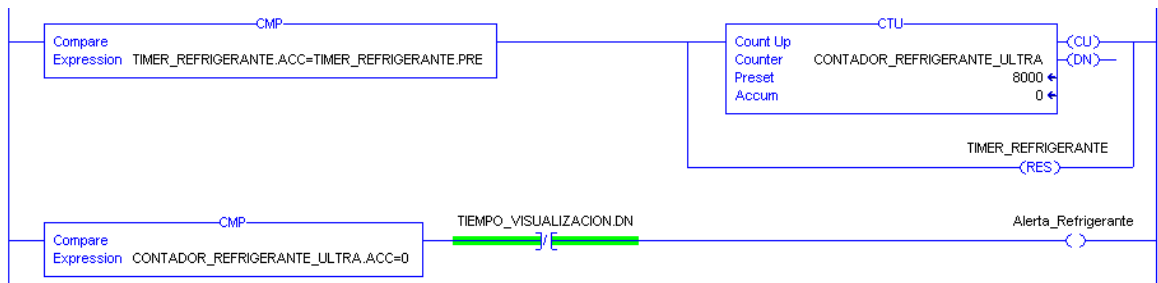 CMP
Compare
Expression TIMER_REFRIGERANTE.ACC=TIMER_REFRIGERANTE.PRE
CTU
Count Up
Counter CONTADOR_REFRIGERANTE_ULTRA
Preset 8000
Accum 0
CU
DN
TIMER_REFRIGERANTE
RES
CMP
Compare
Expression CONTADOR_REFRIGERANTE_ULTRA.ACC=0
TIEMPO_VISUALIZACION.DN
/
Alerta_Refrigerante